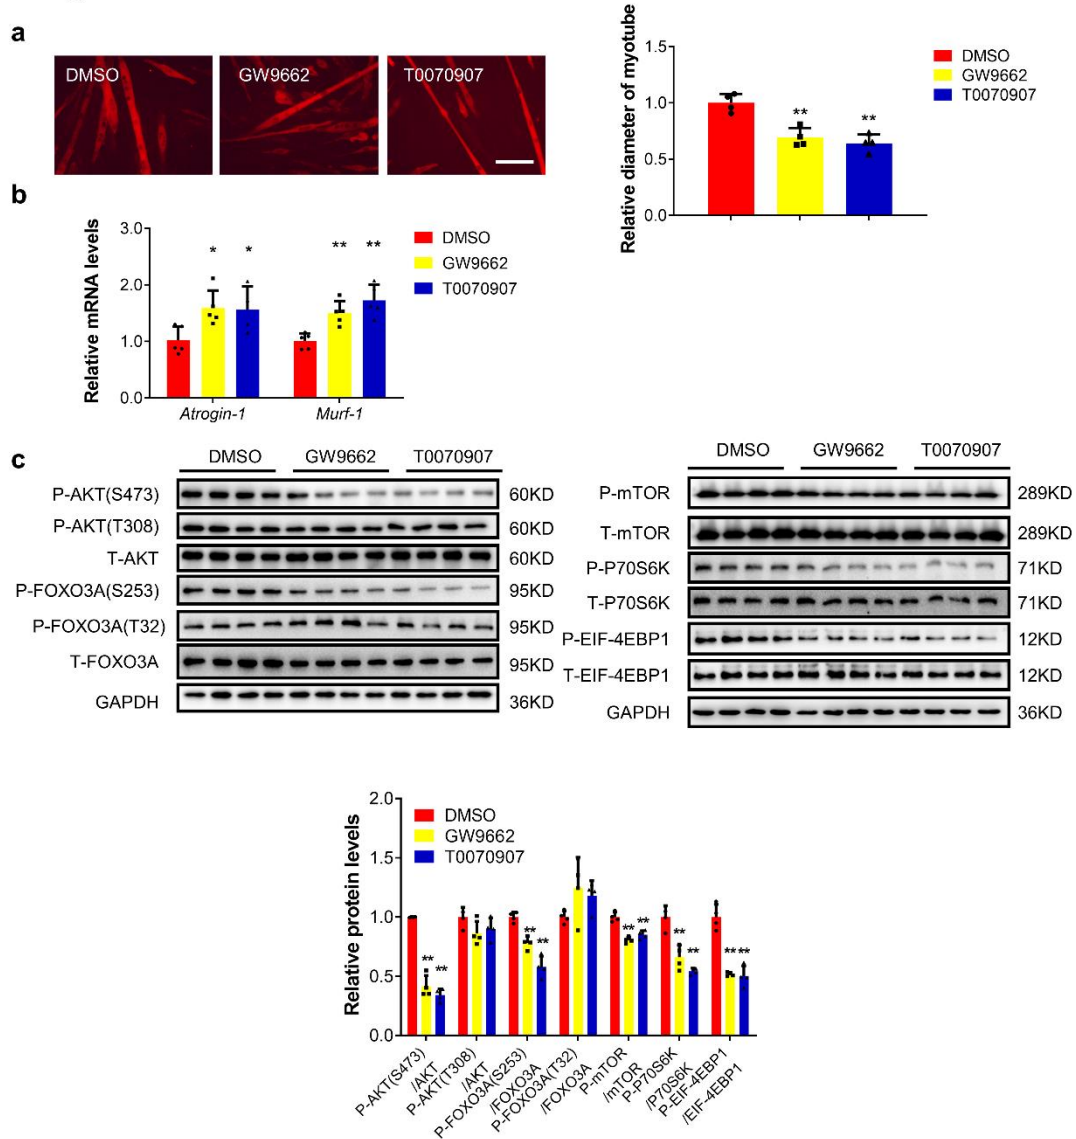 a
DMSO
GW9662
T0070907
Relative diameter of myotube
1.5
1.0
0.5
0.0
**
**
DMSO
GW9662
T0070907
b
Relative mRNA levels
3.0
2.0
1.0
0.0
*
*
**
**
Atrogin-1
Murf-1
DMSO
GW9662
T0070907
c
DMSO GW9662 T0070907
P-AKT(S473) 60KD
P-AKT(T308) 60KD
T-AKT 60KD
P-FOXO3A(S253) 95KD
P-FOXO3A(T32) 95KD
T-FOXO3A 95KD
GAPDH 36KD
DMSO GW9662 T0070907
P-mTOR 289KD
T-mTOR 289KD
P-P70S6K 71KD
T-P70S6K 71KD
P-EIF-4EBP1 12KD
T-EIF-4EBP1 12KD
GAPDH 36KD
Relative protein levels
2.0
1.5
1.0
0.5
0.0
DMSO
GW9662
T0070907
**
**
**
**
**
**
**
**
**
**
P-AKT(S473)
/AKT
P-AKT(T308)
/AKT
P-FOXO3A(S253)
/FOXO3A
P-FOXO3A(T32)
/FOXO3A
P-mTOR
/mTOR
P-P70S6K
/P70S6K
P-EIF-4EBP1
/EIF-4EBP1